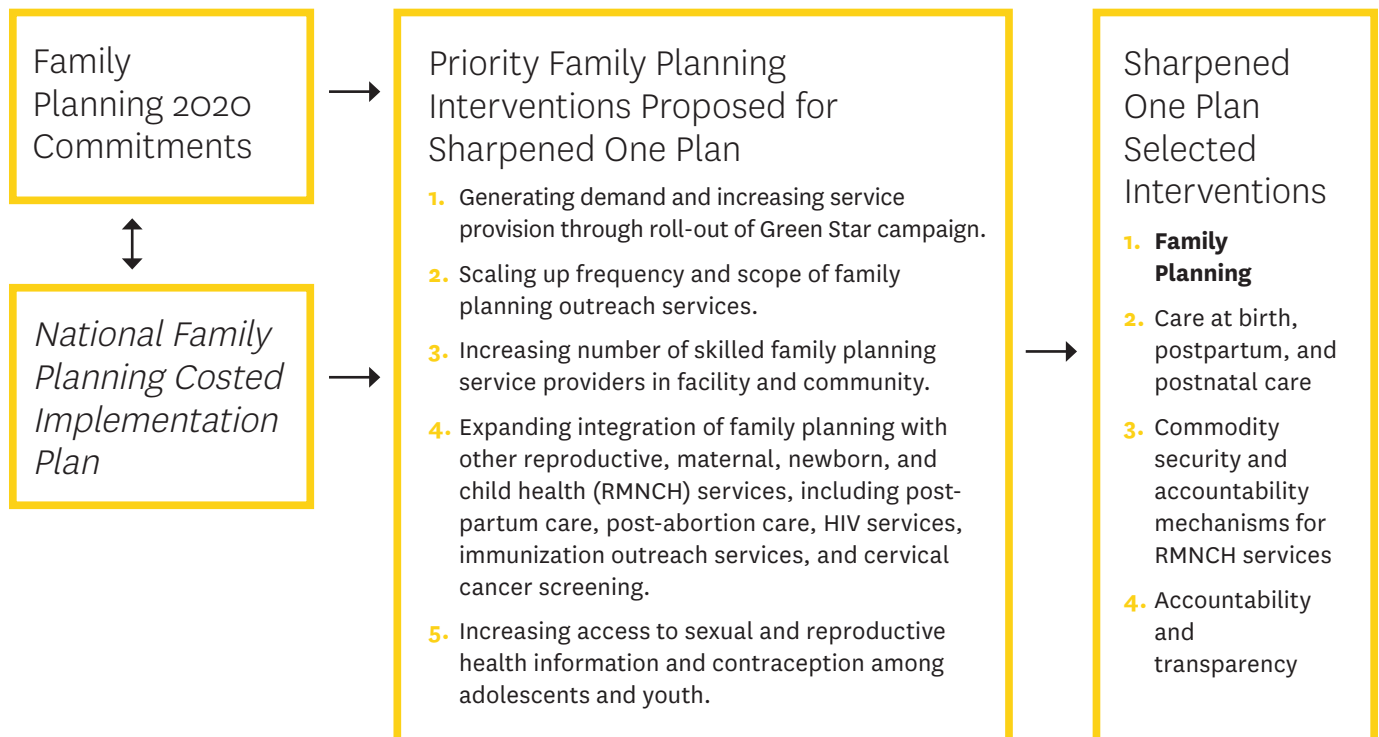 Family
Planning 2020
Commitments
National Family
Planning Costed
Implementation
Plan
Priority Family Planning
Interventions Proposed for
Sharpened One Plan
1. Generating demand and increasing service
provision through roll-out of Green Star campaign.
2. Scaling up frequency and scope of family
planning outreach services.
3. Increasing number of skilled family planning
service providers in facility and community.
4. Expanding integration of family planning with
other reproductive, maternal, newborn, and
child health (RMNCH) services, including post-
partum care, post-abortion care, HIV services,
immunization outreach services, and cervical
cancer screening.
5. Increasing access to sexual and reproductive
health information and contraception among
adolescents and youth.
Sharpened
One Plan
Selected
Interventions
1. Family
Planning
2. Care at birth,
postpartum, and
postnatal care
3. Commodity
security and
accountability
mechanisms for
RMNCH services
4. Accountability
and
transparency